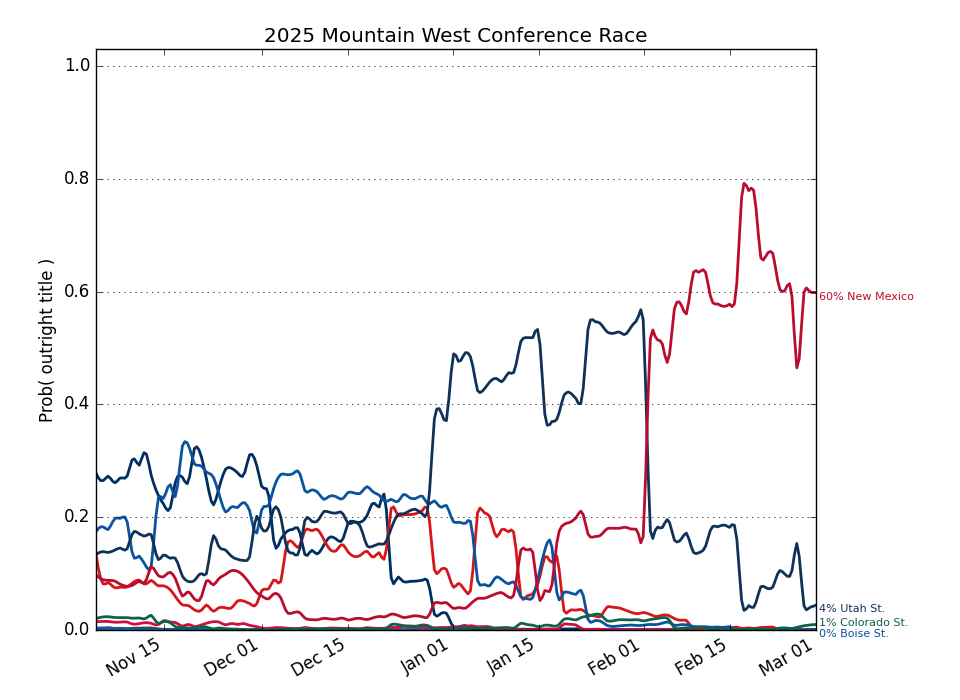 2025 Mountain West Conference Race
Prob( outright title )
1.0
0.8
0.6
0.4
0.2
0.0
60% New Mexico
4% Utah St.
1% Colorado St.
0% Boise St.
Nov 15
Dec 01
Dec 15
Jan 01
Jan 15
Feb 01
Feb 15
Mar 01